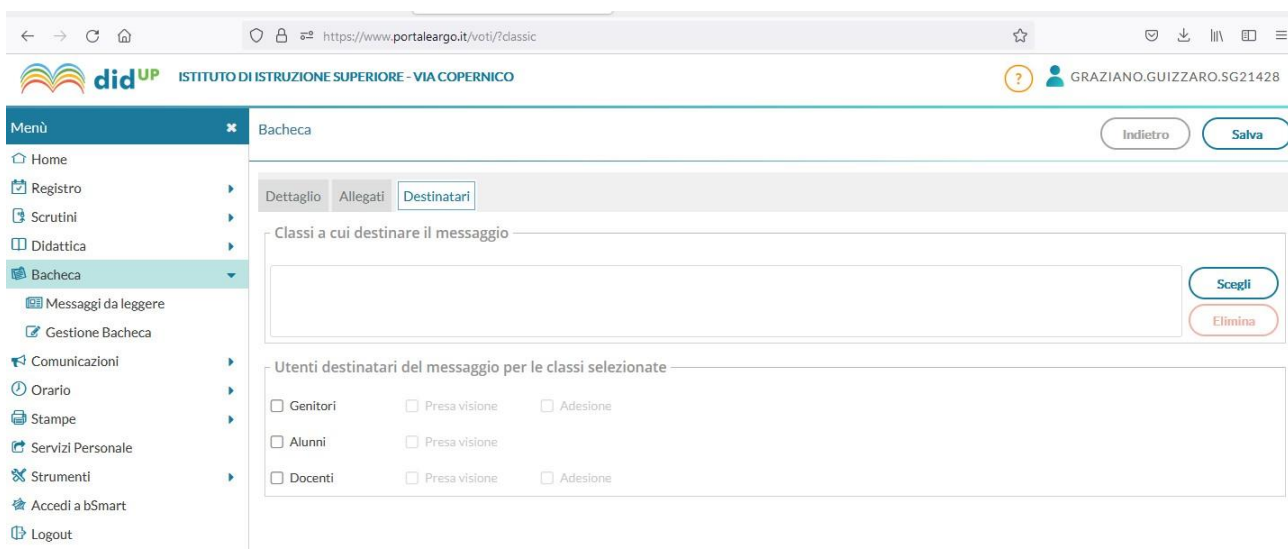 https://www.portaleargo.it/voti/?classic
didUP ISTITUTO DI ISTRUZIONE SUPERIORE - VIA COPERNICO ? GRAZIANO.GUIZZARO.SG21428
Menù
Bacheca Indietro Salva
Home
Registro
Scrutini
Didattica
Bacheca
Messaggi da leggere
Gestione Bacheca
Comunicazioni
Orario
Stampe
Servizi Personale
Strumenti
Accedi a bSmart
Logout
Dettaglio Allegati Destinatari
Classi a cui destinare il messaggio
Scegli
Elimina
Utenti destinatari del messaggio per le classi selezionate
Genitori Presa visione Adesione
Alunni Presa visione
Docenti Presa visione Adesione